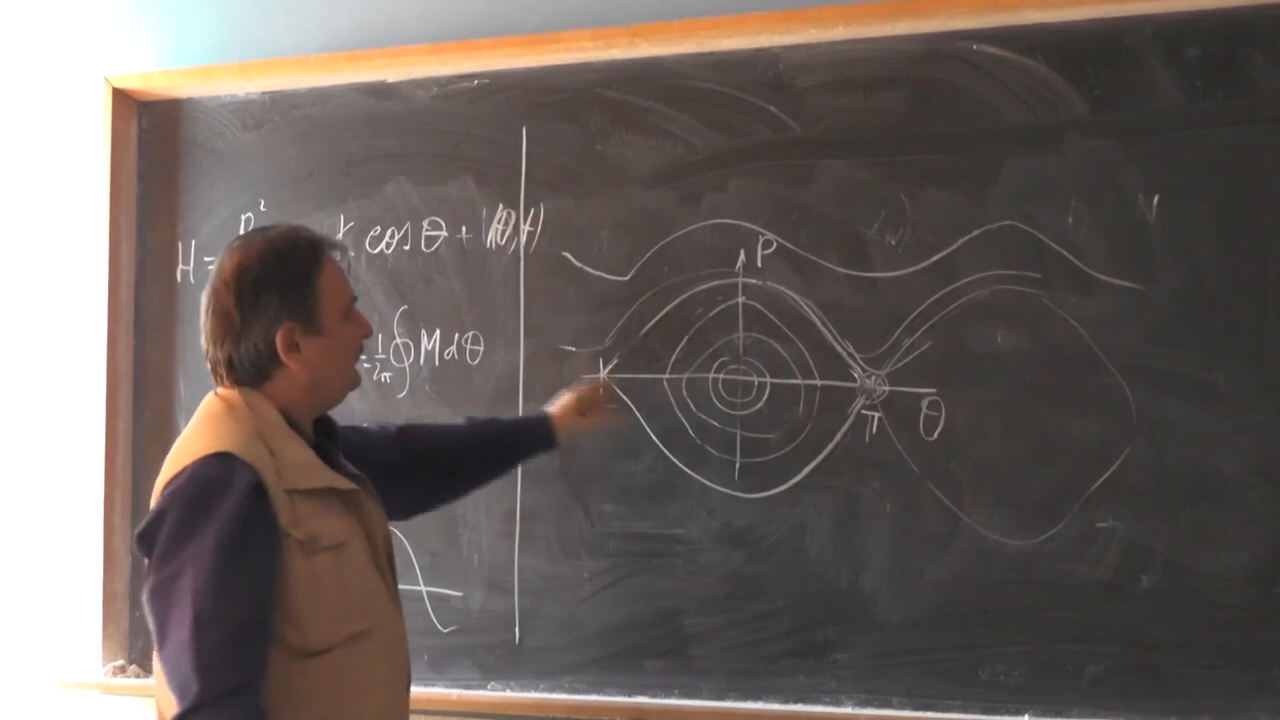 H = p² cos θ + (θ,t)
= 1/2π ∮ M dθ
P
π
θ